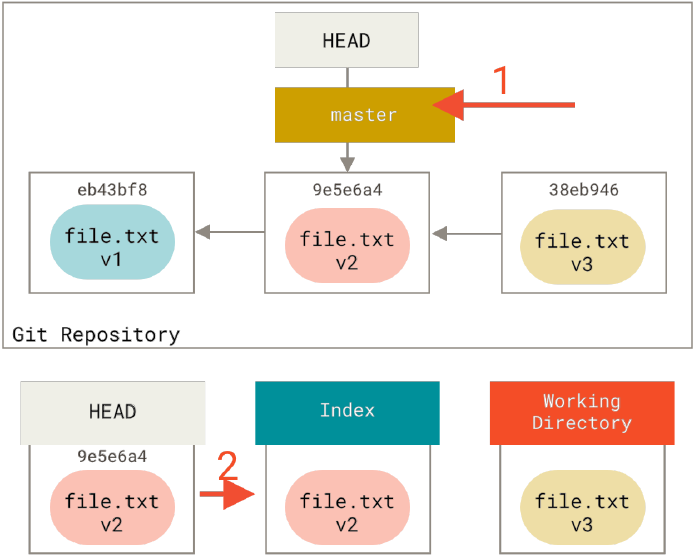 HEAD
1
master
eb43bf8
9e5e6a4
38eb946
file.txt
v1
file.txt
v2
file.txt
v3
Git Repository
HEAD
Index
Working
Directory
9e5e6a4
2
file.txt
v2
file.txt
v2
file.txt
v3